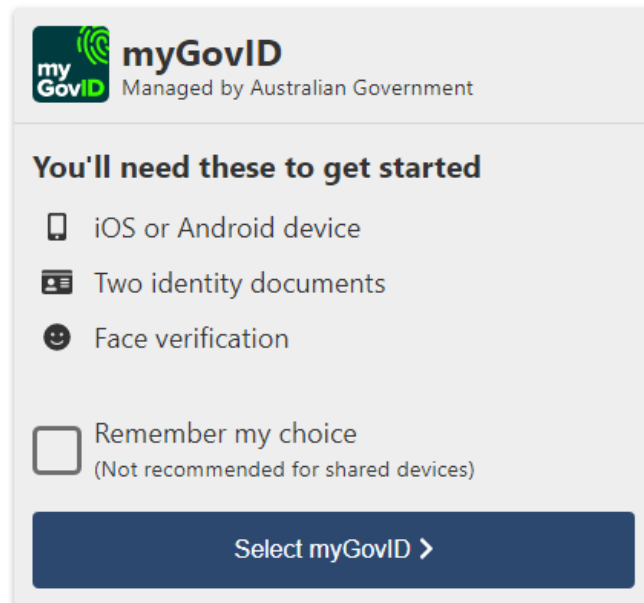 my
GovID
myGovID
Managed by Australian Government
You'll need these to get started
iOS or Android device
Two identity documents
Face verification
Remember my choice
(Not recommended for shared devices)
Select myGovID